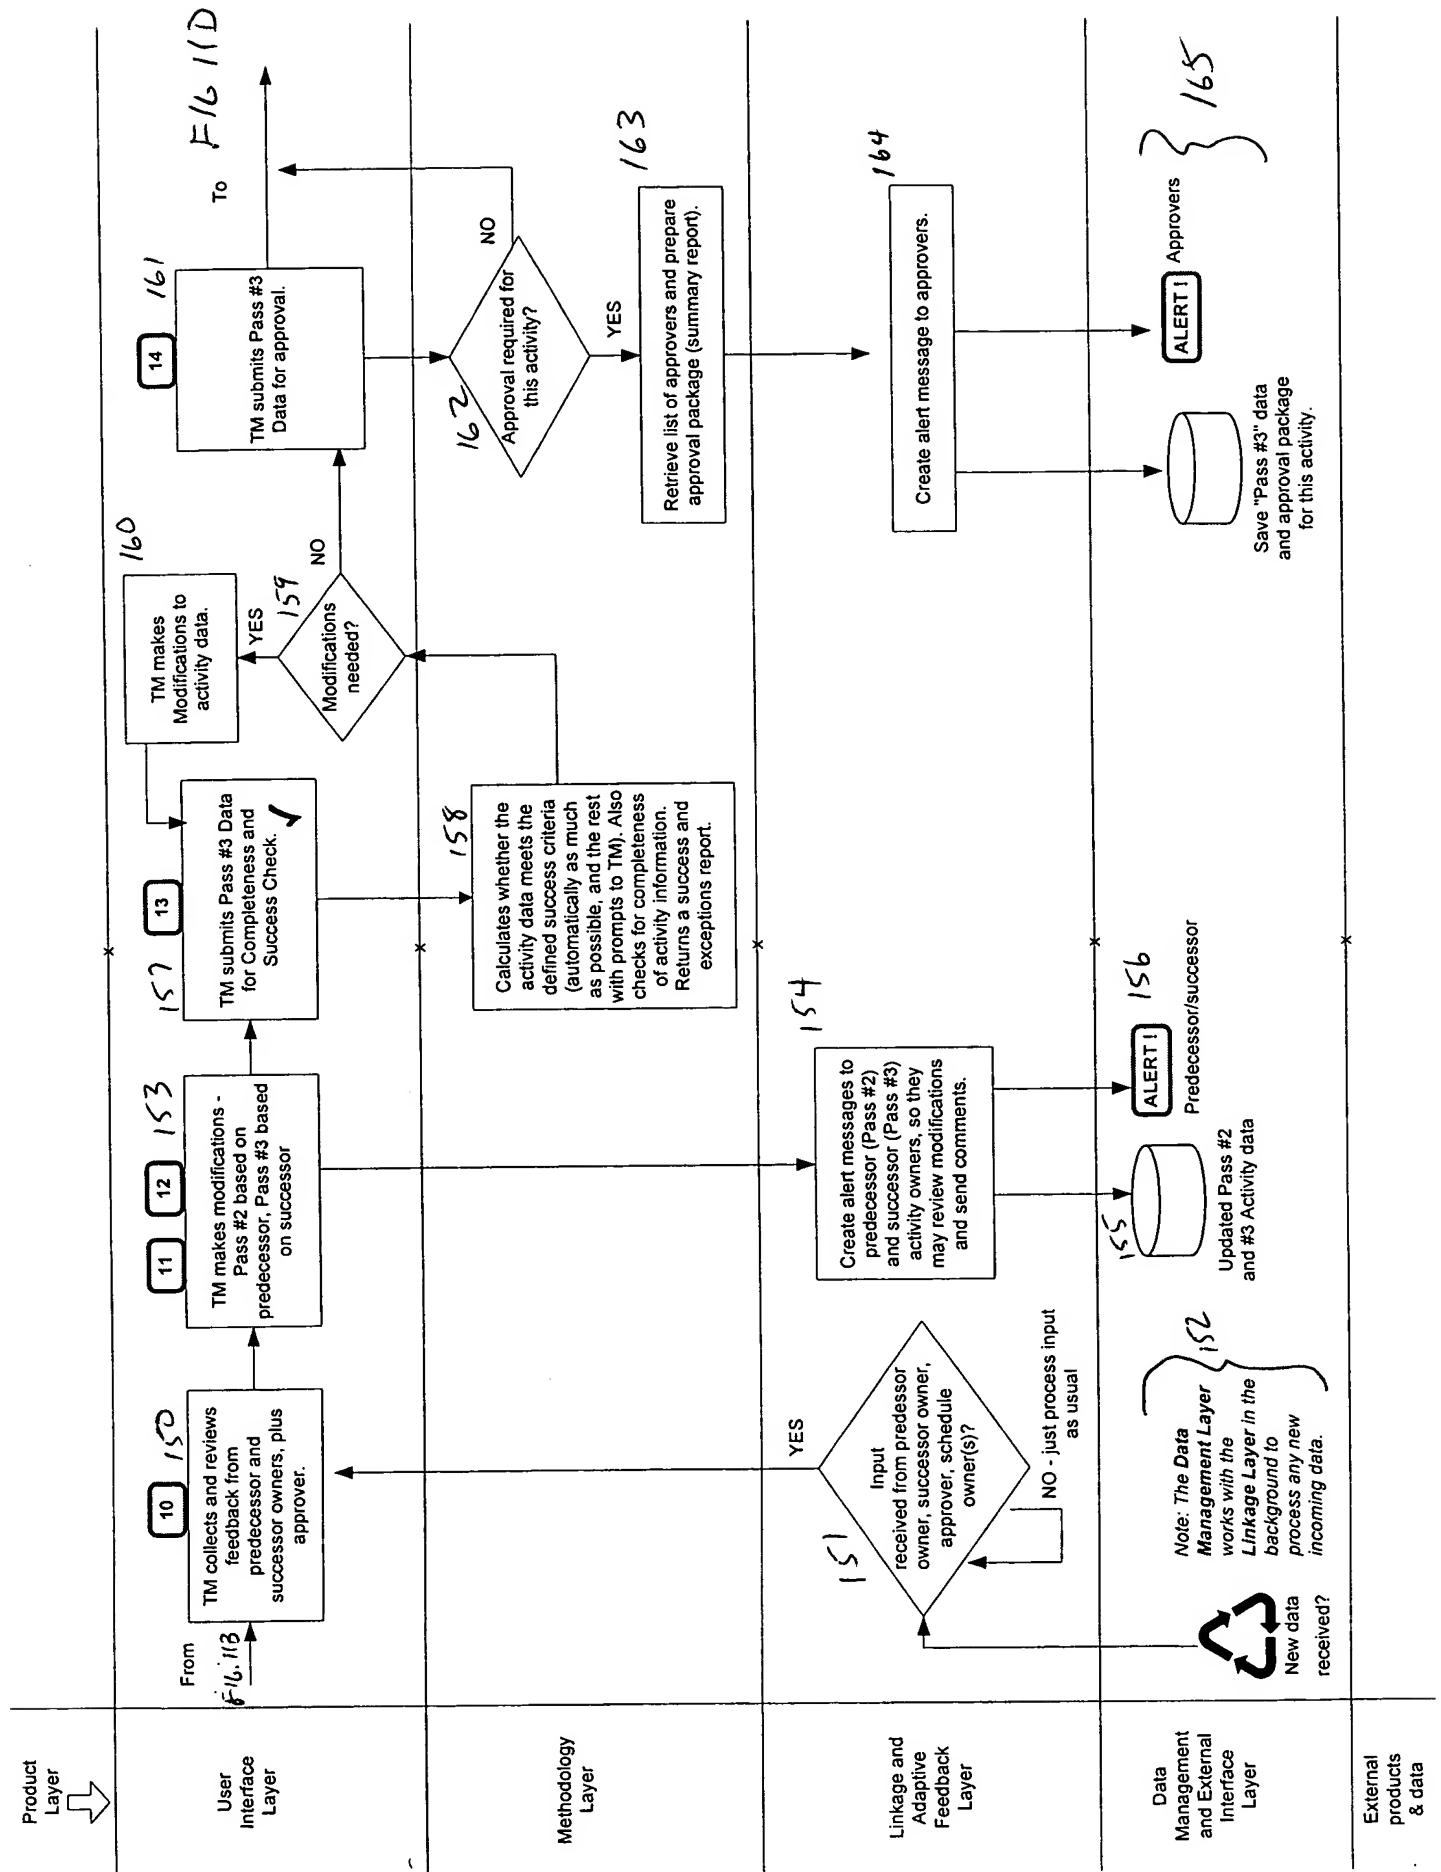 Product
Layer
User
Interface
Layer
From
FIG. 11B
10
150
TM collects and reviews
feedback from
predecessor and
successor owners, plus
approver.
11
12
153
TM makes modifications -
Pass #2 based on
predecessor, Pass #3 based
on successor
157
13
TM submits Pass #3 Data
for Completeness and
Success Check.
160
TM makes
Modifications to
activity data.
YES
159
Modifications
needed?
NO
14
161
TM submits Pass #3
Data for approval.
To
FIG 11D
Methodology
Layer
158
Calculates whether the
activity data meets the
defined success criteria
(automatically as much
as possible, and the rest
with prompts to TM). Also
checks for completeness
of activity information.
Returns a success and
exceptions report.
162
Approval required for
this activity?
NO
YES
163
Retrieve list of approvers and prepare
approval package (summary report).
Linkage and
Adaptive
Feedback
Layer
151
YES
Input
received from predessor
owner, successor owner,
approver, schedule
owner(s)?
NO - just process input
as usual
154
Create alert messages to
predecessor (Pass #2)
and successor (Pass #3)
activity owners, so they
may review modifications
and send comments.
164
Create alert message to approvers.
Data
Management
and External
Interface
Layer
New data
received?
Note: The Data
Management Layer
works with the
Linkage Layer in the
background to
process any new
incoming data.
152
155
Updated Pass #2
and #3 Activity data
ALERT !
156
Predecessor/successor
Save "Pass #3" data
and approval package
for this activity.
ALERT !
Approvers
165
External
products
& data